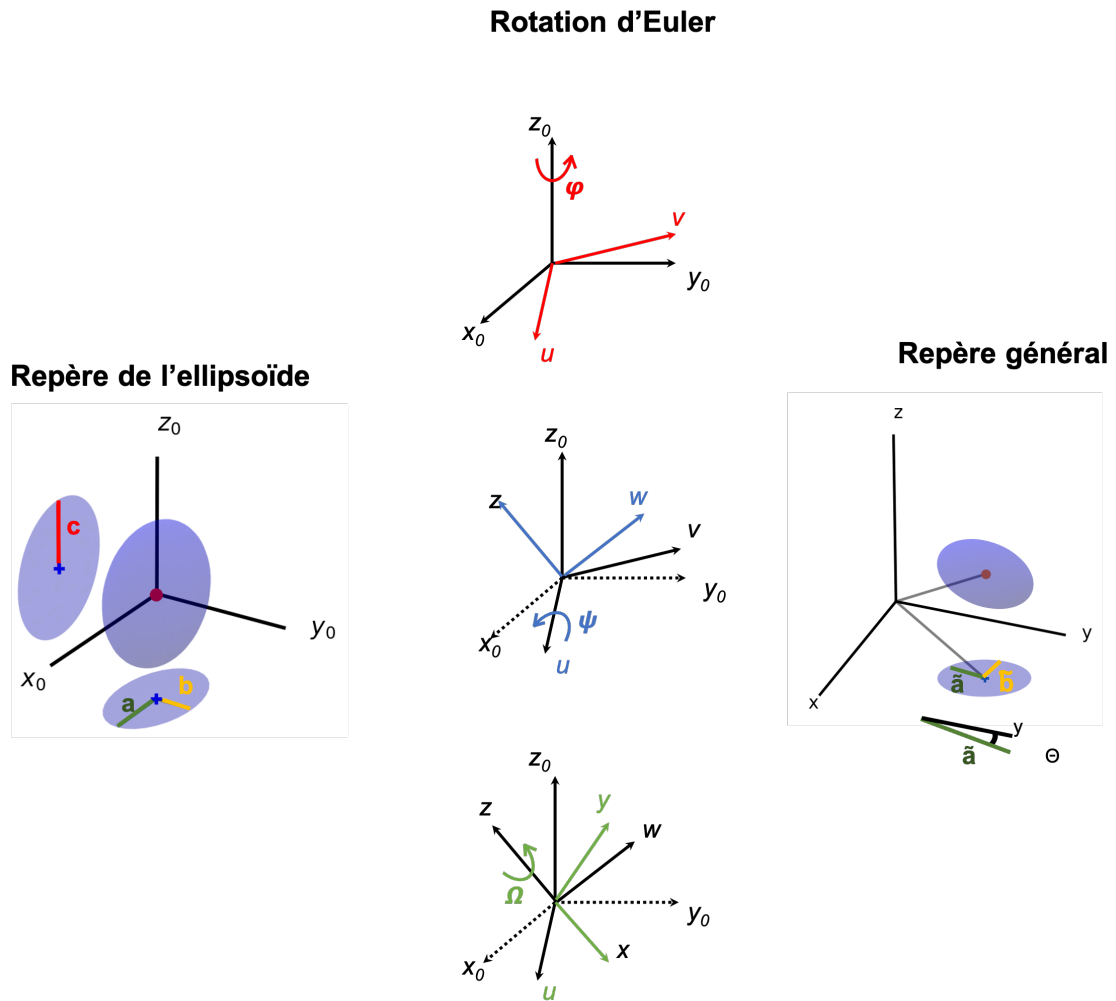 Rotation d'Euler
z0
φ
v
y0
x0
u
Repère de l'ellipsoïde
z0
c
y0
x0
b
a
z0
z
w
v
y0
ψ
x0
u
Repère général
z
y
x
ã
b̃
y
ã
Θ
z0
z
y
w
Ω
y0
x
x0
u